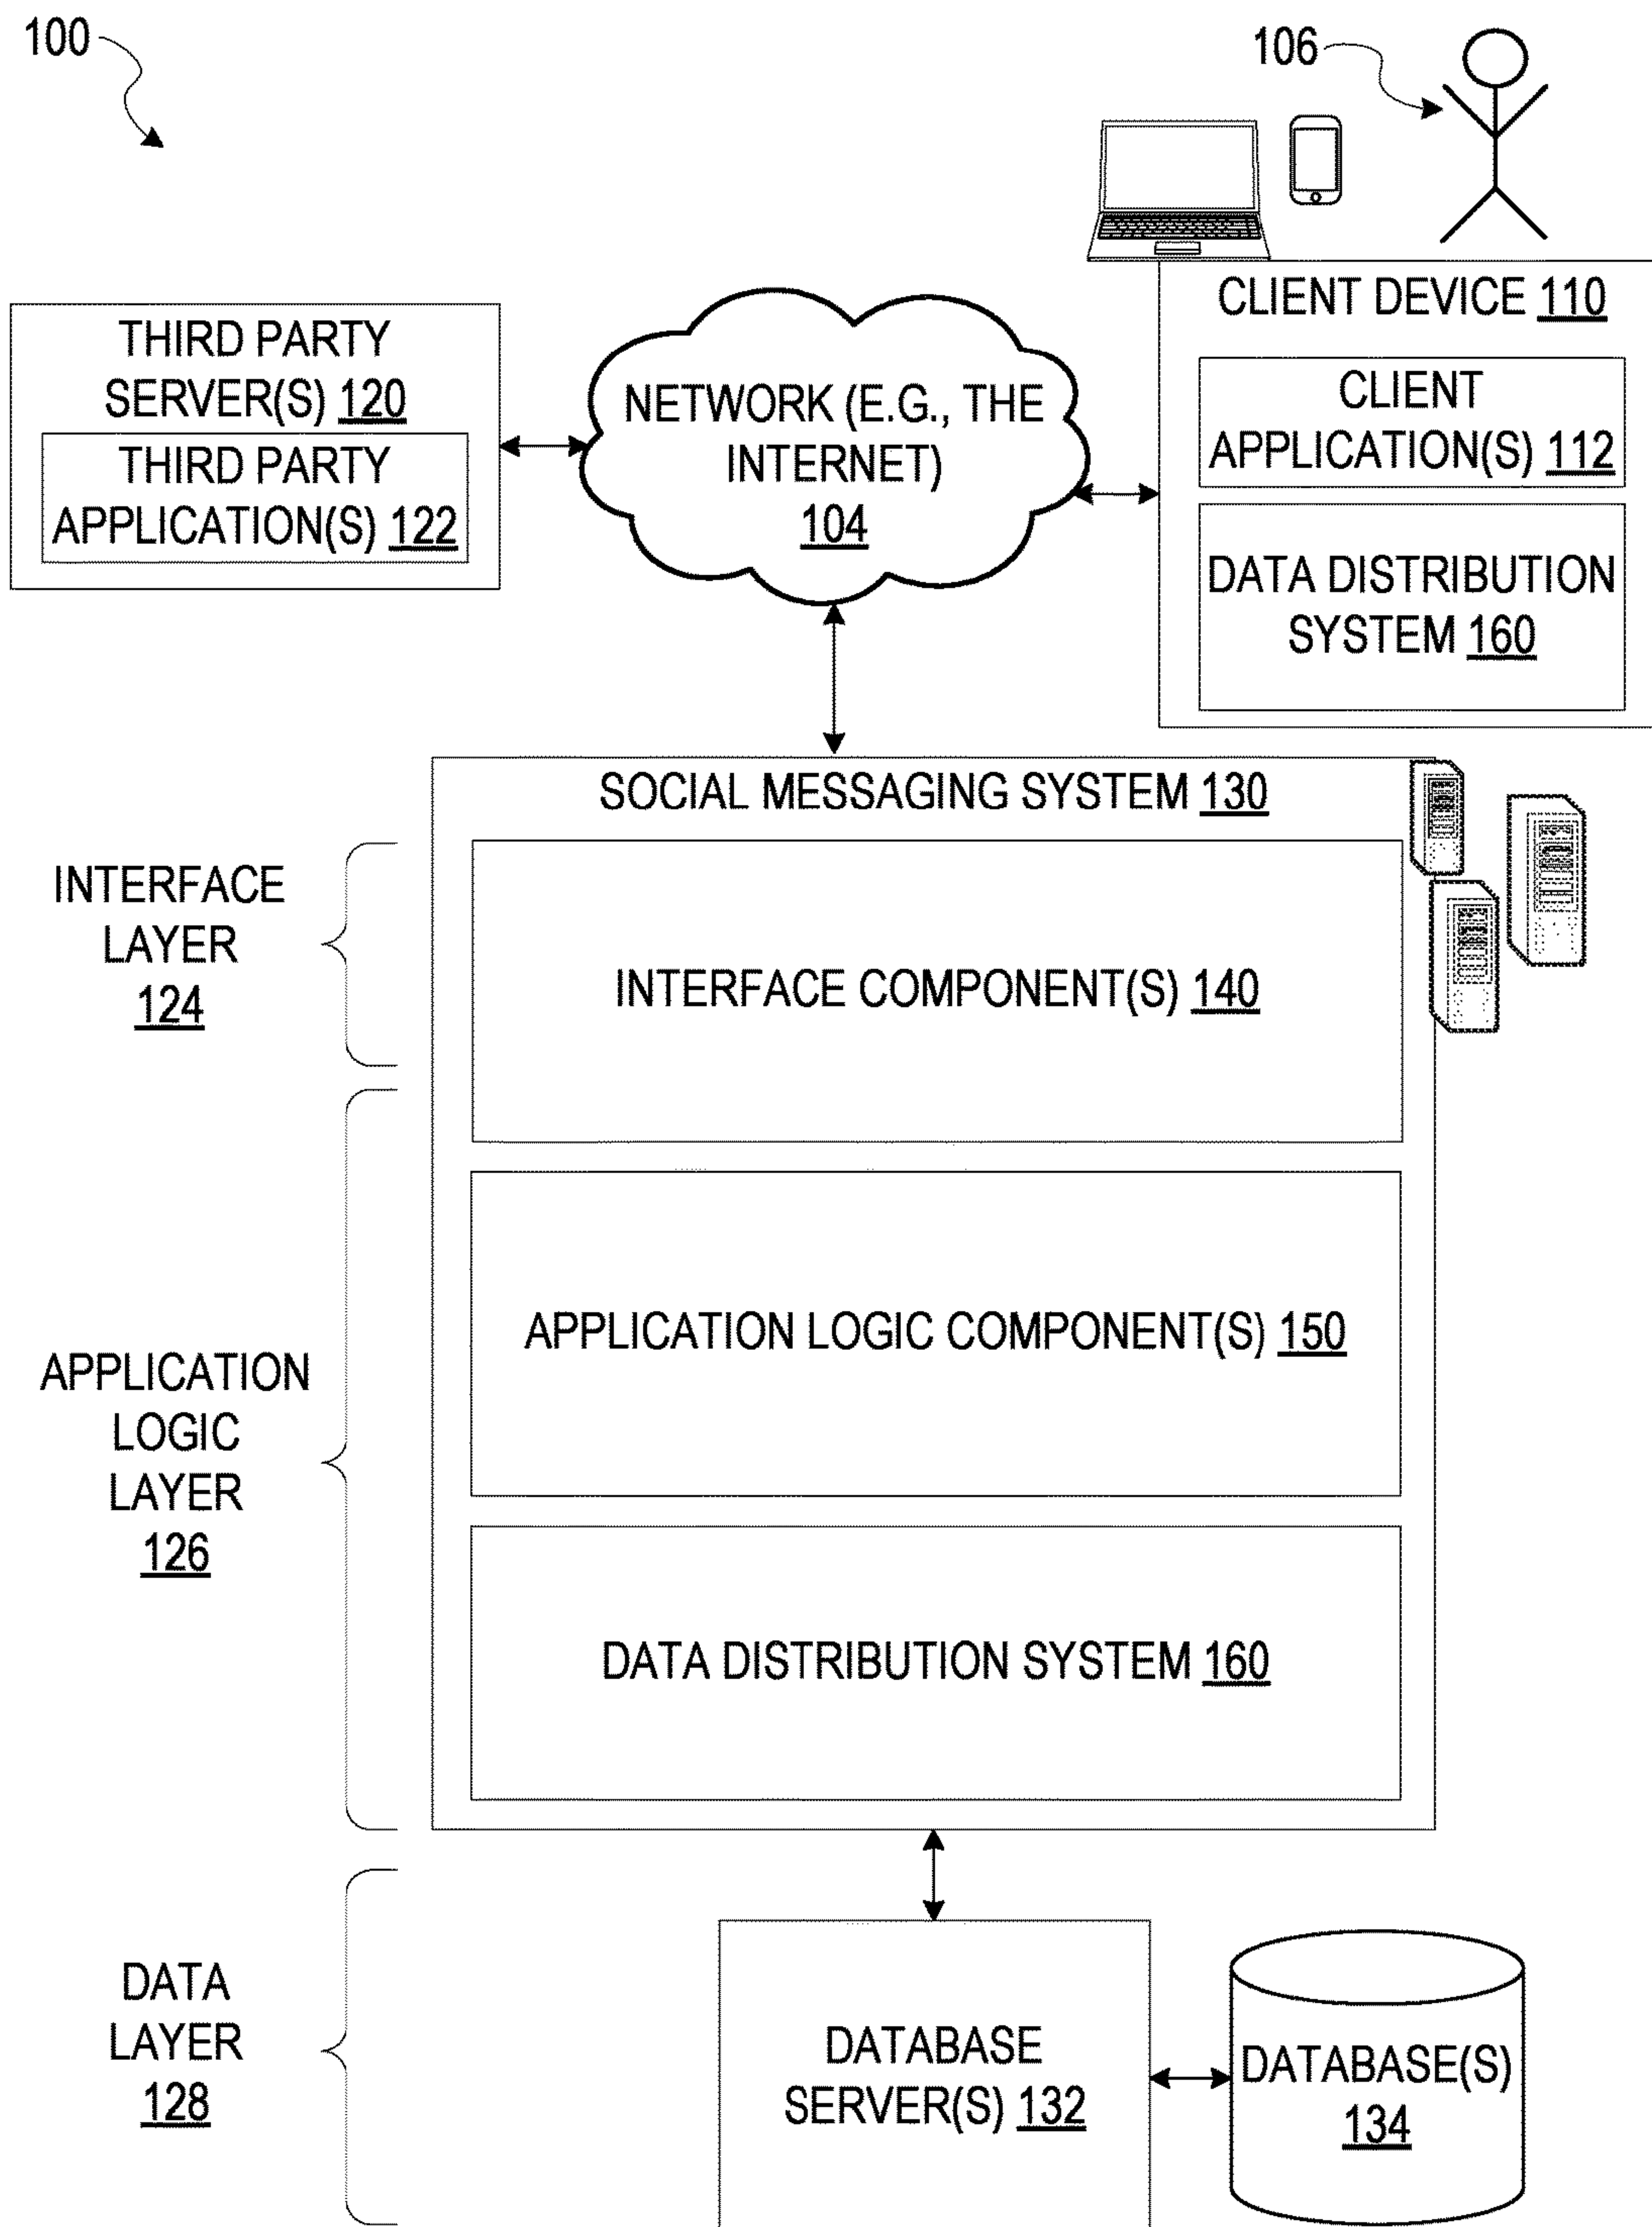 100
106
CLIENT DEVICE 110
THIRD PARTY
SERVER(S) 120
THIRD PARTY
APPLICATION(S) 122
NETWORK (E.G., THE
INTERNET)
104
CLIENT
APPLICATION(S) 112
DATA DISTRIBUTION
SYSTEM 160
SOCIAL MESSAGING SYSTEM 130
INTERFACE
LAYER
124
INTERFACE COMPONENT(S) 140
APPLICATION
LOGIC
LAYER
126
APPLICATION LOGIC COMPONENT(S) 150
DATA DISTRIBUTION SYSTEM 160
DATA
LAYER
128
DATABASE
SERVER(S) 132
DATABASE(S)
134